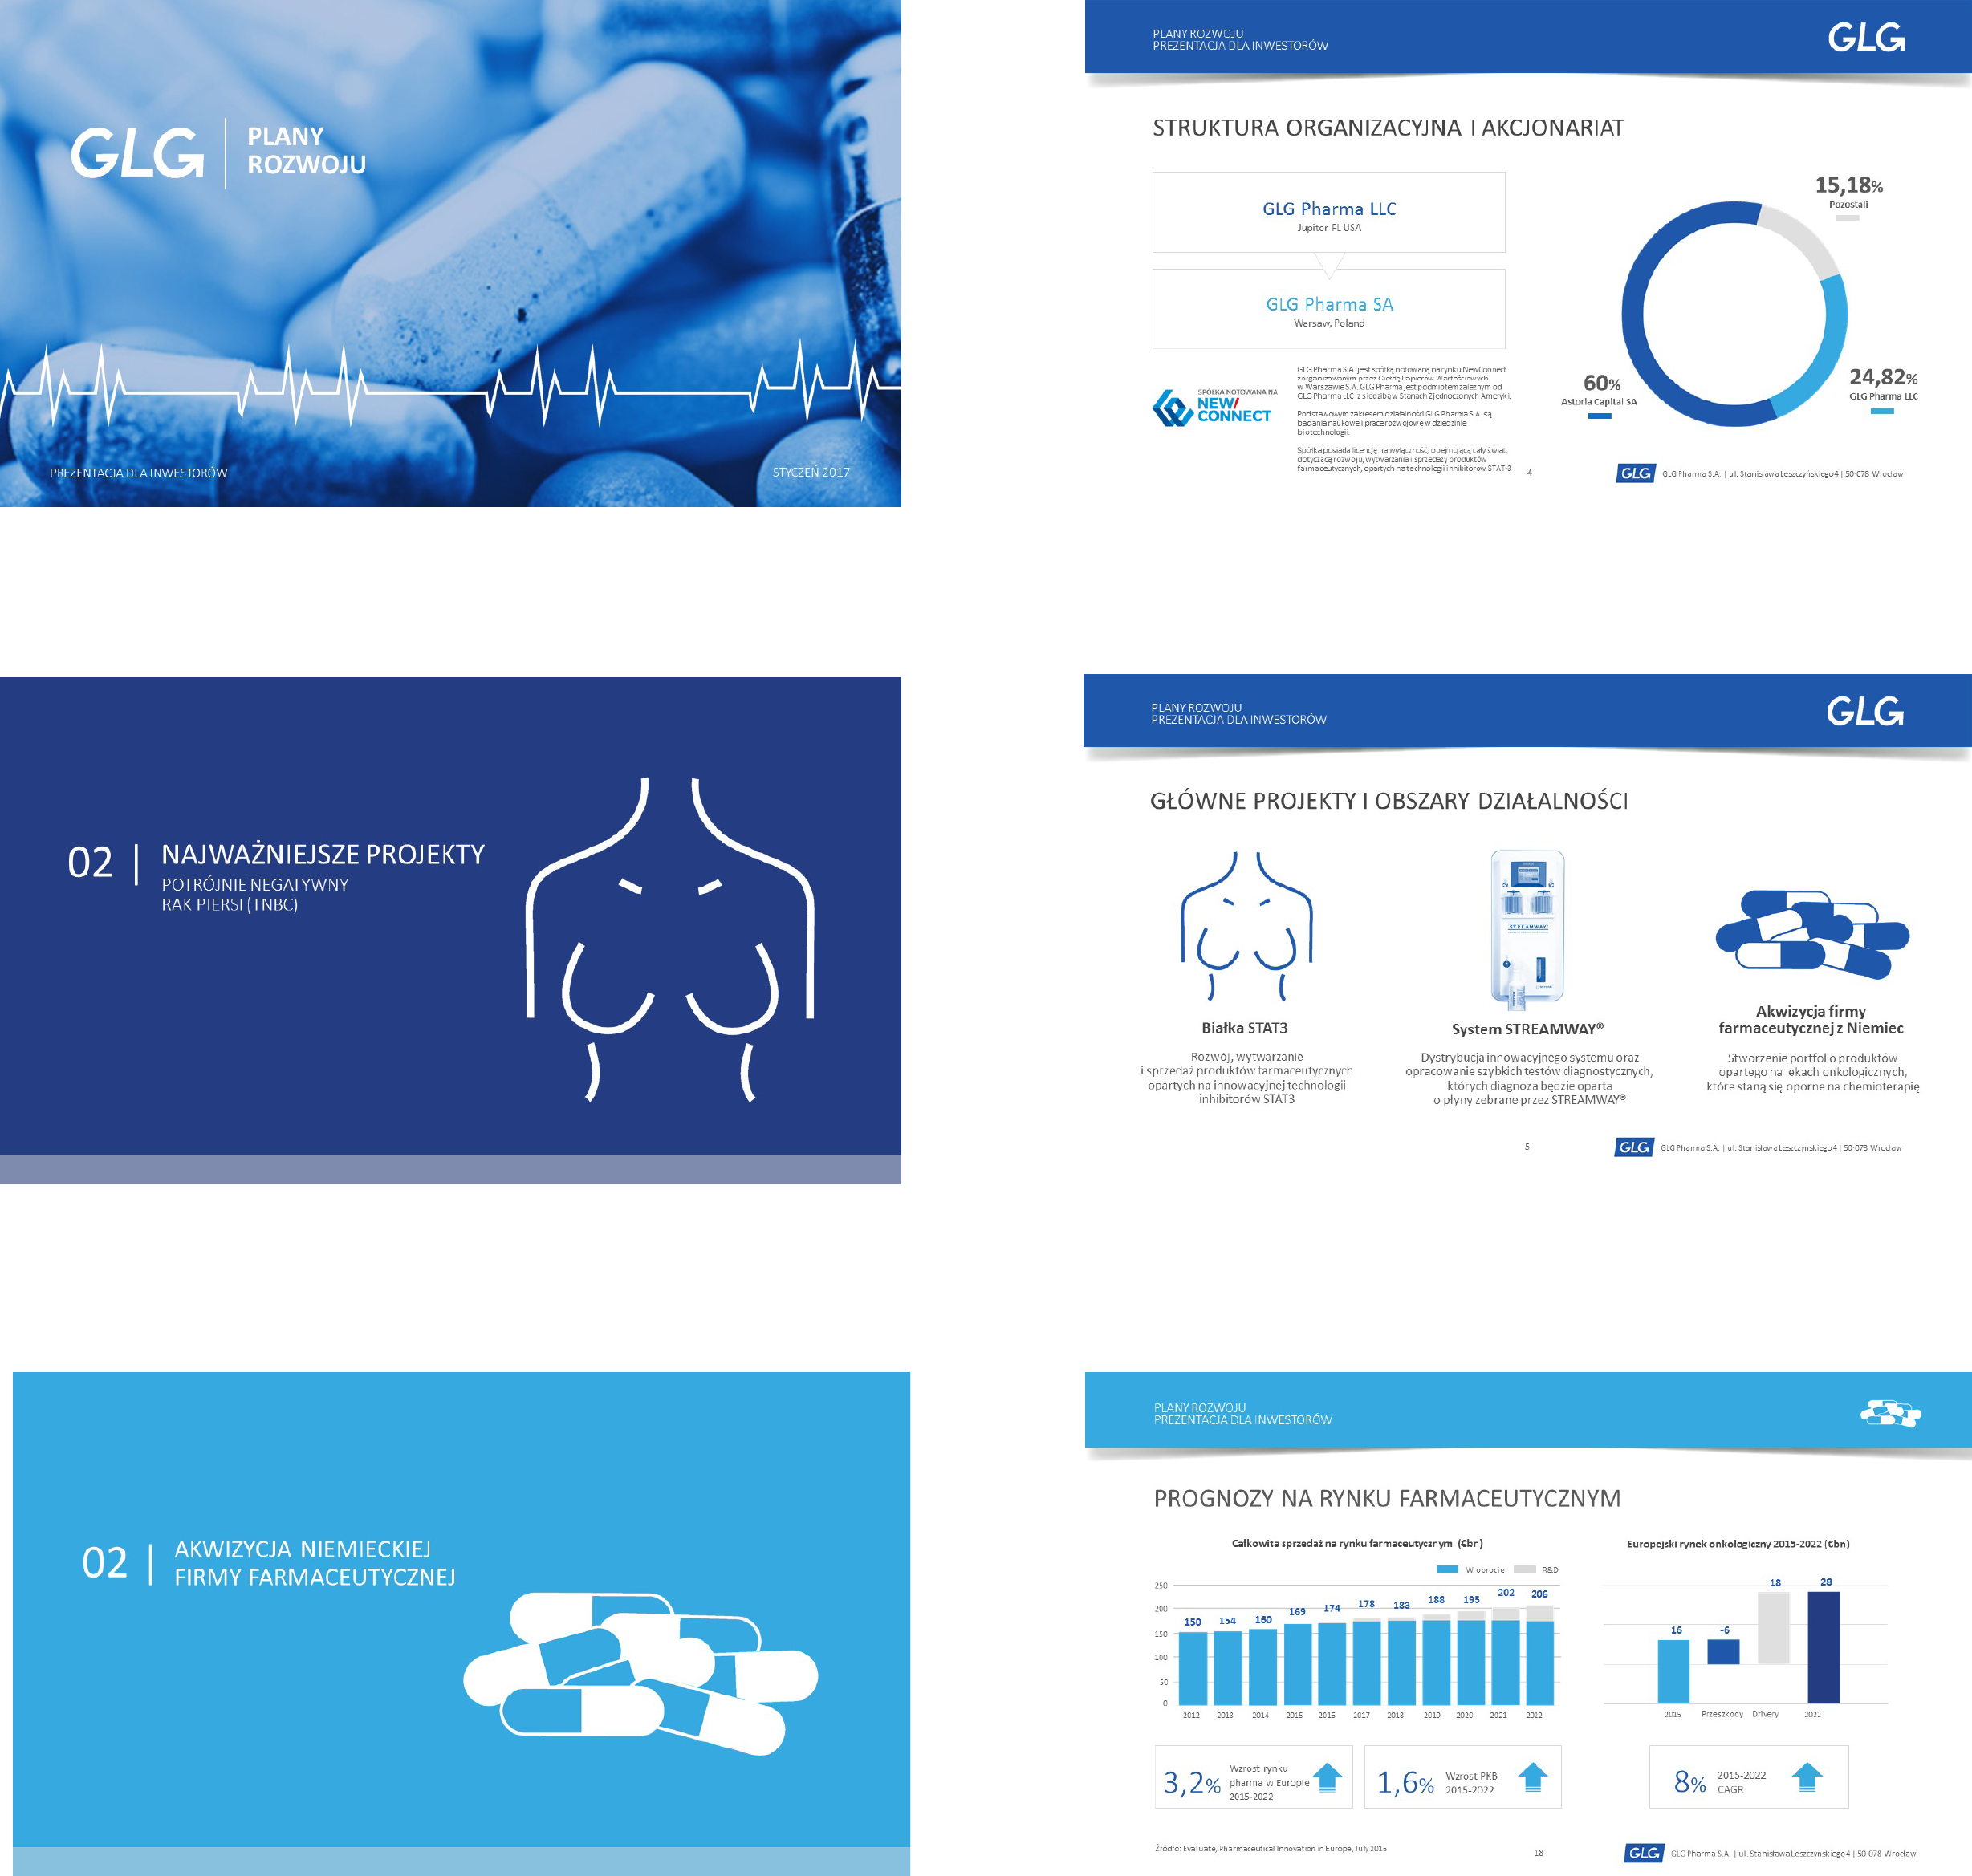 GLG
PLANY
ROZWOJU
PREZENTACJA DLA INWESTORÓW
STYCZEŃ 2017
PLANY ROZWOJU
PREZENTACJA DLA INWESTORÓW
GLG
STRUKTURA ORGANIZACYJNA I AKCJONARIAT
GLG Pharma LLC
Jupiter FL USA
GLG Pharma SA
Warsaw, Poland
15,18%
Pozostali
60%
Astoria Capital SA
24,82%
GLG Pharma LLC
SPÓŁKA NOTOWANA NA
NEW
CONNECT
GLG Pharma S.A. jest spółką notowaną na rynku NewConnect
zorganizowanym przez Giełdę Papierów Wartościowych
w Warszawie S.A. GLG Pharma jest podmiotem zależnym od
GLG Pharma LLC z siedzibą w Stanach Zjednoczonych Ameryki.
Podstawowym zakresem działalności GLG Pharma S.A. są
badania naukowe i prace rozwojowe w dziedzinie
biotechnologii.
Spółka posiada licencję na wyłączność, obejmującą cały świat,
dotyczącą rozwoju, wytwarzania i sprzedaży produktów
farmaceutycznych, opartych na technologii inhibitorów STAT-3
4
GLG
GLG Pharma S.A. | ul. Stanisława Leszczyńskiego 4 | 50-078 Wrocław
02
NAJWAŻNIEJSZE PROJEKTY
POTRÓJNIE NEGATYWNY
RAK PIERSI (TNBC)
PLANY ROZWOJU
PREZENTACJA DLA INWESTORÓW
GLG
GŁÓWNE PROJEKTY I OBSZARY DZIAŁALNOŚCI
STREAMWAY
Białka STAT3
Rozwój, wytwarzanie
i sprzedaż produktów farmaceutycznych
opartych na innowacyjnej technologii
inhibitorów STAT3
System STREAMWAY®
Dystrybucja innowacyjnego systemu oraz
opracowanie szybkich testów diagnostycznych,
których diagnoza będzie oparta
o płyny zebrane przez STREAMWAY®
Akwizycja firmy
farmaceutycznej z Niemiec
Stworzenie portfolio produktów
opartego na lekach onkologicznych,
które staną się oporne na chemioterapię
5
GLG
GLG Pharma S.A. | ul. Stanisława Leszczyńskiego 4 | 50-078 Wrocław
02
AKWIZYCJA NIEMIECKIEJ
FIRMY FARMACEUTYCZNEJ
PLANY ROZWOJU
PREZENTACJA DLA INWESTORÓW
PROGNOZY NA RYNKU FARMACEUTYCZNYM
Całkowita sprzedaż na rynku farmaceutycznym (€bn)
W obrocie R&D
250
200
150
100
50
0
150 154 160 169 174 178 183 188 195 202 206
2012 2013 2014 2015 2016 2017 2018 2019 2020 2021 2012
Europejski rynek onkologiczny 2015-2022 (€bn)
16 -6 18 28
2015 Przeszkody Drivery 2022
3,2%
Wzrost rynku
pharma w Europie
2015-2022
1,6%
Wzrost PKB
2015-2022
8%
2015-2022
CAGR
Źródło: Evaluate, Pharmaceutical Innovation in Europe, July 2016
18
GLG
GLG Pharma S.A. | ul. Stanisława Leszczyńskiego 4 | 50-078 Wrocław